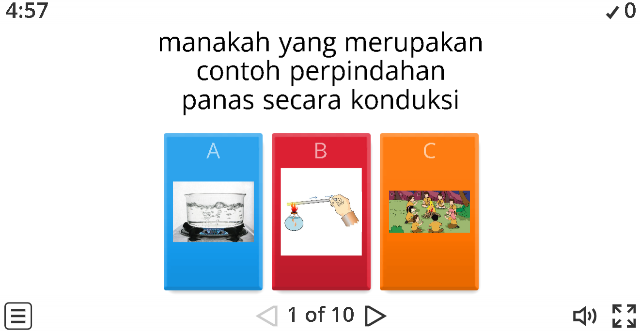 4:57
✓ 0
manakah yang merupakan
contoh perpindahan
panas secara konduksi
A
B
C
1 of 10